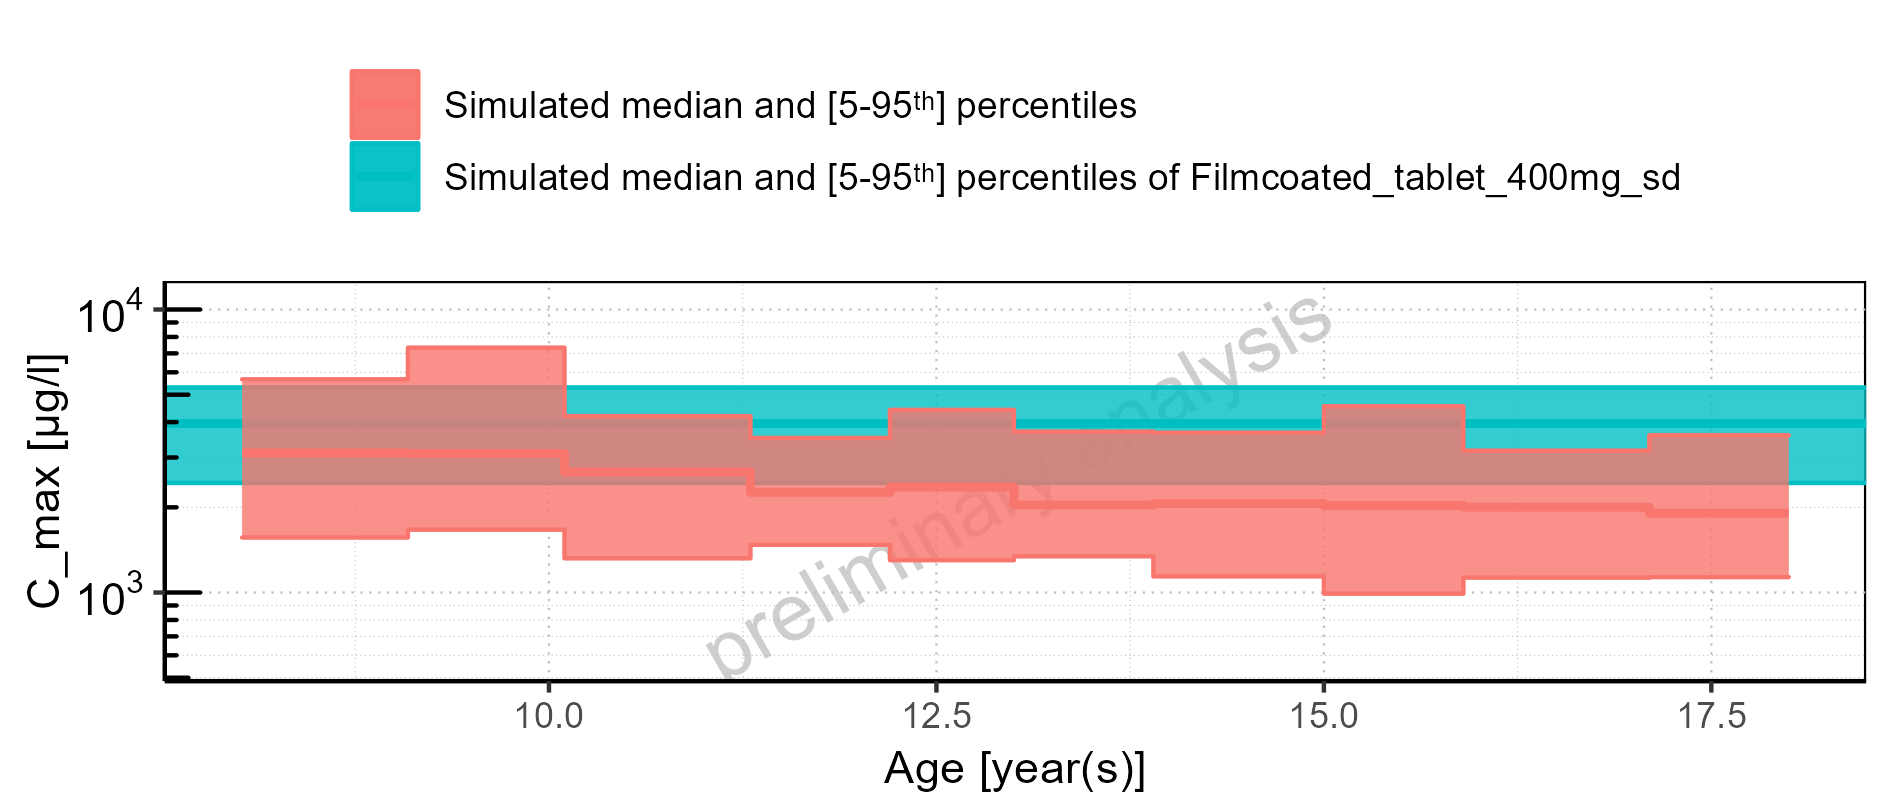 Simulated median and [5-95th] percentiles
Simulated median and [5-95th] percentiles of Filmcoated_tablet_400mg_sd
10^4
10^3
C_max [µg/l]
preliminary analysis
10.0 12.5 15.0 17.5
Age [year(s)]